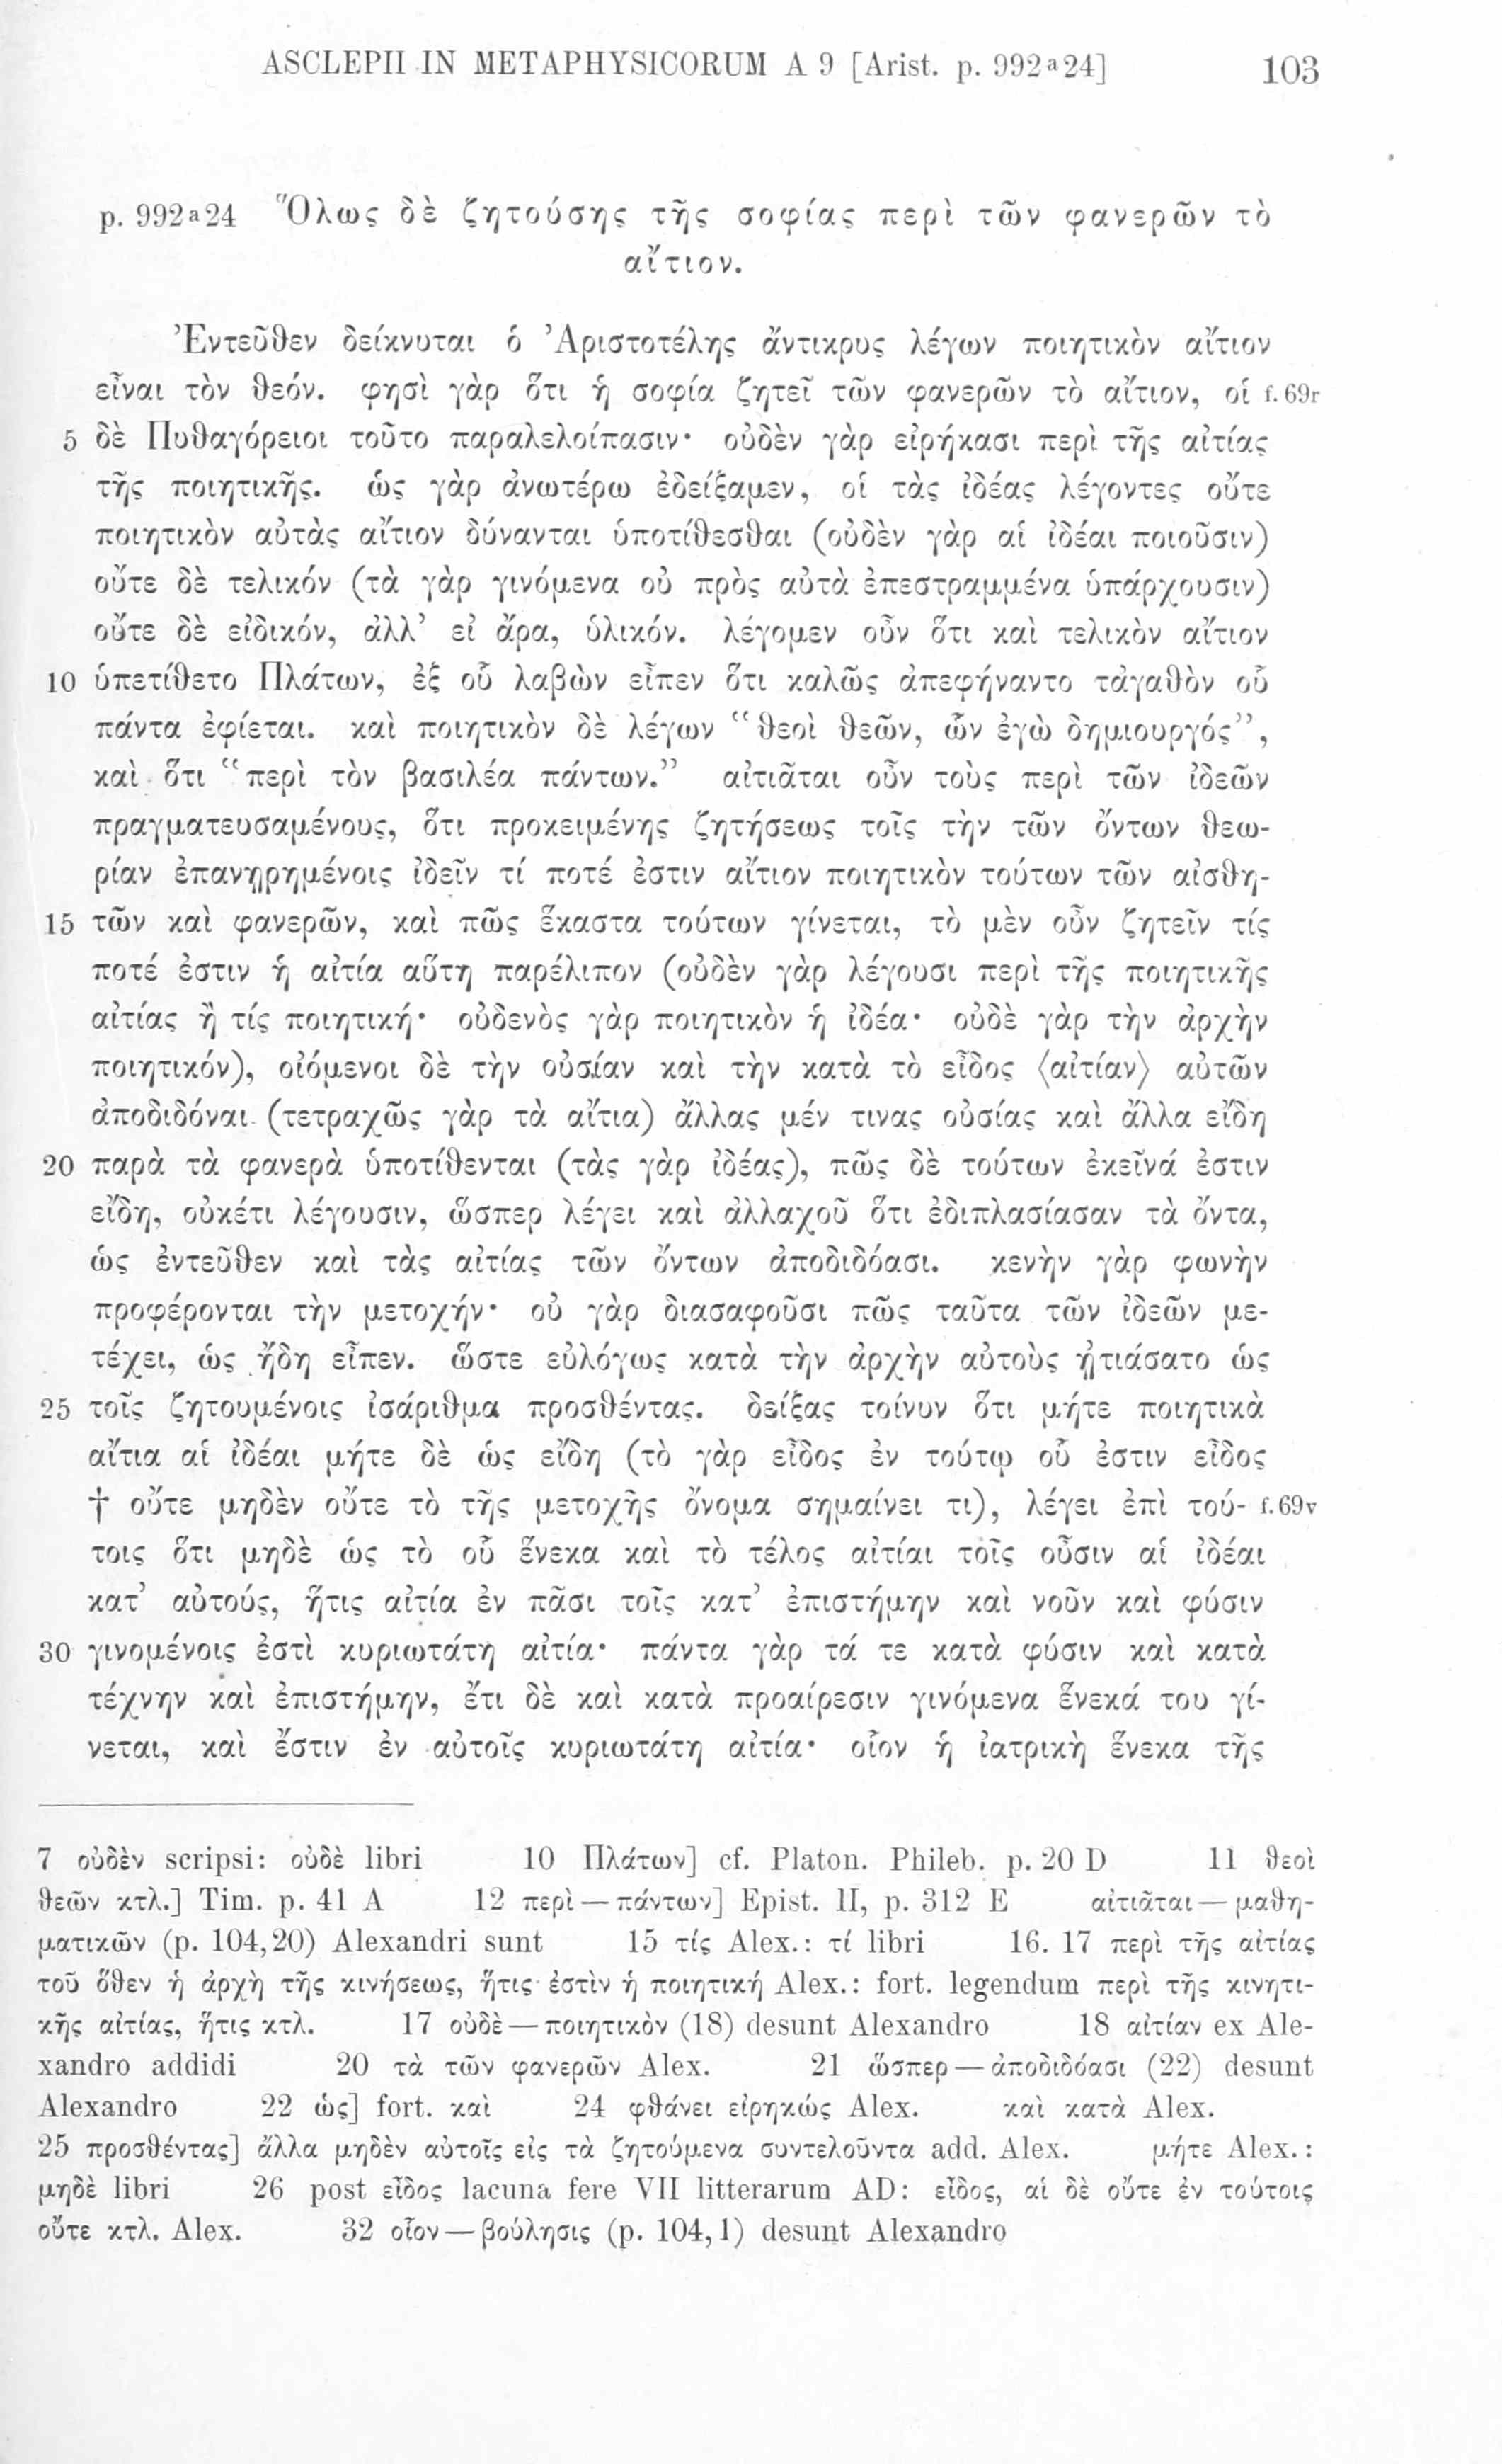 ASCLEPII IN METAPHYSICORUM A 9 [Arist. p. 992ª24] 103
p. 992ª24 Ὅλως δὲ ζητούσης τῆς σοφίας περὶ τῶν φανερῶν τὸ
αἴτιον.
Ἐντεῦθεν δείκνυται ὁ Ἀριστοτέλης ἄντικρυς λέγων ποιητικὸν αἴτιον
εἶναι τὸν θεόν. φησὶ γὰρ ὅτι ἡ σοφία ζητεῖ τῶν φανερῶν τὸ αἴτιον, οἱ f. 69r
5 δὲ Πυθαγόρειοι τοῦτο παραλελοίπασιν· οὐδὲν γὰρ εἰρήκασι περὶ τῆς αἰτίας
τῆς ποιητικῆς. ὡς γὰρ ἀνωτέρω ἐδείξαμεν, οἱ τὰς ἰδέας λέγοντες οὔτε
ποιητικὸν αὐτὰς αἴτιον δύνανται ὑποτίθεσθαι (οὐδὲν γὰρ αἱ ἰδέαι ποιοῦσιν)
οὔτε δὲ τελικόν (τὰ γὰρ γινόμενα οὐ πρὸς αὐτὰ ἐπεστραμμένα ὑπάρχουσιν)
οὔτε δὲ εἰδικόν, ἀλλ’ εἰ ἄρα, ὑλικόν. λέγομεν οὖν ὅτι καὶ τελικὸν αἴτιον
10 ὑπετίθετο Πλάτων, ἐξ οὗ λαβὼν εἶπεν ὅτι καλῶς ἀπεφήναντο τἀγαθὸν οὗ
πάντα ἐφίεται. καὶ ποιητικὸν δὲ λέγων “θεοὶ θεῶν, ὧν ἐγὼ δημιουργός”,
καὶ ὅτι “περὶ τὸν βασιλέα πάντων.” αἰτιᾶται οὖν τοὺς περὶ τῶν ἰδεῶν
πραγματευσαμένους, ὅτι προκειμένης ζητήσεως τοῖς τὴν τῶν ὄντων θεω-
ρίαν ἐπανῃρημένοις ἰδεῖν τί ποτέ ἐστιν αἴτιον ποιητικὸν τούτων τῶν αἰσθη-
15 τῶν καὶ φανερῶν, καὶ πῶς ἕκαστα τούτων γίνεται, τὸ μὲν οὖν ζητεῖν τίς
ποτέ ἐστιν ἡ αἰτία αὕτη παρέλιπον (οὐδὲν γὰρ λέγουσι περὶ τῆς ποιητικῆς
αἰτίας ἢ τίς ποιητική· οὐδενὸς γὰρ ποιητικὸν ἡ ἰδέα· οὐδὲ γὰρ τὴν ἀρχὴν
ποιητικόν), οἰόμενοι δὲ τὴν οὐσίαν καὶ τὴν κατὰ τὸ εἶδος ⟨αἰτίαν⟩ αὐτῶν
ἀποδιδόναι (τετραχῶς γὰρ τὰ αἴτια) ἄλλας μέν τινας οὐσίας καὶ ἄλλα εἴδη
20 παρὰ τὰ φανερὰ ὑποτίθενται (τὰς γὰρ ἰδέας), πῶς δὲ τούτων ἐκεῖνά ἐστιν
εἴδη, οὐκέτι λέγουσιν, ὥσπερ λέγει καὶ ἀλλαχοῦ ὅτι ἐδιπλασίασαν τὰ ὄντα,
ὡς ἐντεῦθεν καὶ τὰς αἰτίας τῶν ὄντων ἀποδιδόασι. κενὴν γὰρ φωνὴν
προφέρονται τὴν μετοχήν· οὐ γὰρ διασαφοῦσι πῶς ταῦτα τῶν ἰδεῶν με-
τέχει, ὡς ἤδη εἶπεν. ὥστε εὐλόγως κατὰ τὴν ἀρχὴν αὐτοὺς ᾐτιάσατο ὡς
25 τοῖς ζητουμένοις ἰσάριθμα προσθέντας. δείξας τοίνυν ὅτι μήτε ποιητικὰ
αἴτια αἱ ἰδέαι μήτε δὲ ὡς εἴδη (τὸ γὰρ εἶδος ἐν τούτῳ οὗ ἐστιν εἶδος
† οὔτε μηδὲν οὔτε τὸ τῆς μετοχῆς ὄνομα σημαίνει τι), λέγει ἐπὶ τού- f. 69v
τοις ὅτι μηδὲ ὡς τὸ οὗ ἕνεκα καὶ τὸ τέλος αἰτίαι τοῖς οὖσιν αἱ ἰδέαι
κατ’ αὐτούς, ἥτις αἰτία ἐν πᾶσι τοῖς κατ’ ἐπιστήμην καὶ νοῦν καὶ φύσιν
30 γινομένοις ἐστὶ κυριωτάτη αἰτία· πάντα γὰρ τά τε κατὰ φύσιν καὶ κατὰ
τέχνην καὶ ἐπιστήμην, ἔτι δὲ καὶ κατὰ προαίρεσιν γινόμενα ἕνεκά του γί-
νεται, καὶ ἔστιν ἐν αὐτοῖς κυριωτάτη αἰτία· οἷον ἡ ἰατρικὴ ἕνεκα τῆς
7 οὐδὲν scripsi: οὐδὲ libri 10 Πλάτων] cf. Platon. Phileb. p. 20 D 11 θεοὶ
θεῶν κτλ.] Tim. p. 41 A 12 περὶ — πάντων] Epist. II, p. 312 E αἰτιᾶται — μαθη-
ματικῶν (p. 104,20) Alexandri sunt 15 τίς Alex.: τί libri 16. 17 περὶ τῆς αἰτίας
τοῦ ὅθεν ἡ ἀρχὴ τῆς κινήσεως, ἥτις ἐστὶν ἡ ποιητική Alex.: fort. legendum περὶ τῆς κινητι-
κῆς αἰτίας, ἥτις κτλ. 17 οὐδὲ — ποιητικὸν (18) desunt Alexandro 18 αἰτίαν ex Ale-
xandro addidi 20 τὰ τῶν φανερῶν Alex. 21 ὥσπερ — ἀποδιδόασι (22) desunt
Alexandro 22 ὡς] fort. καὶ 24 φθάνει εἰρηκώς Alex. καὶ κατὰ Alex.
25 προσθέντας] ἄλλα μηδὲν αὐτοῖς εἰς τὰ ζητούμενα συντελοῦντα add. Alex. μήτε Alex.:
μηδὲ libri 26 post εἶδος lacuna fere VII litterarum AD: εἶδος, αἱ δὲ οὔτε ἐν τούτοις
οὔτε κτλ. Alex. 32 οἷον — βούλησις (p. 104,1) desunt Alexandro